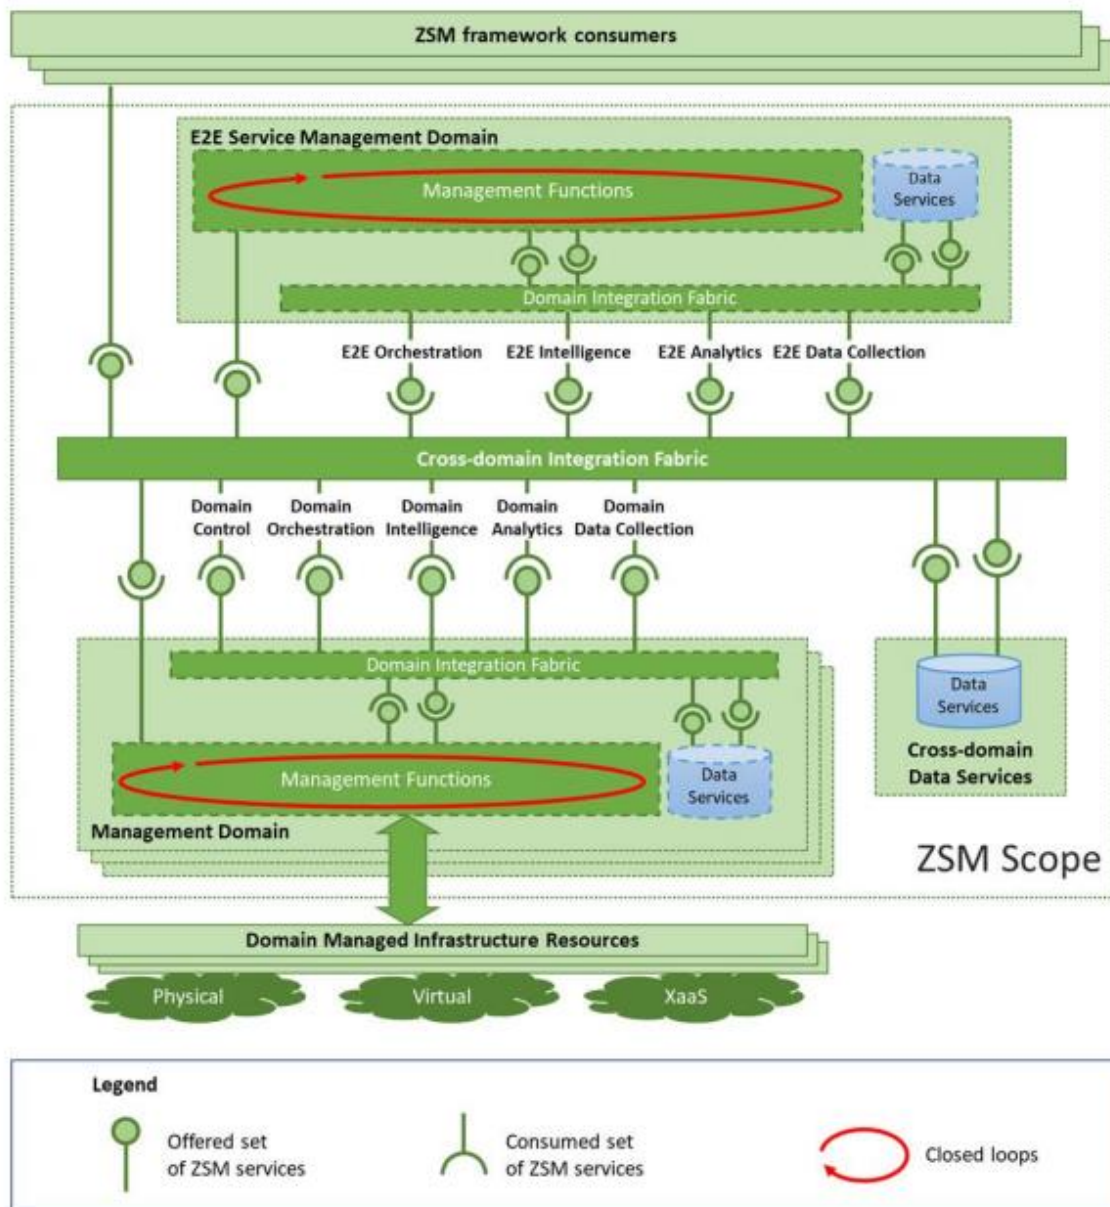 ZSM framework consumers
E2E Service Management Domain
Management Functions
Data
Services
Domain Integration Fabric
E2E Orchestration
E2E Intelligence
E2E Analytics
E2E Data Collection
Cross-domain Integration Fabric
Domain
Control
Domain
Orchestration
Domain
Intelligence
Domain
Analytics
Domain
Data Collection
Domain Integration Fabric
Management Functions
Data
Services
Management Domain
Data
Services
Cross-domain
Data Services
ZSM Scope
Domain Managed Infrastructure Resources
Physical
Virtual
XaaS
Legend
Offered set
of ZSM services
Consumed set
of ZSM services
Closed loops